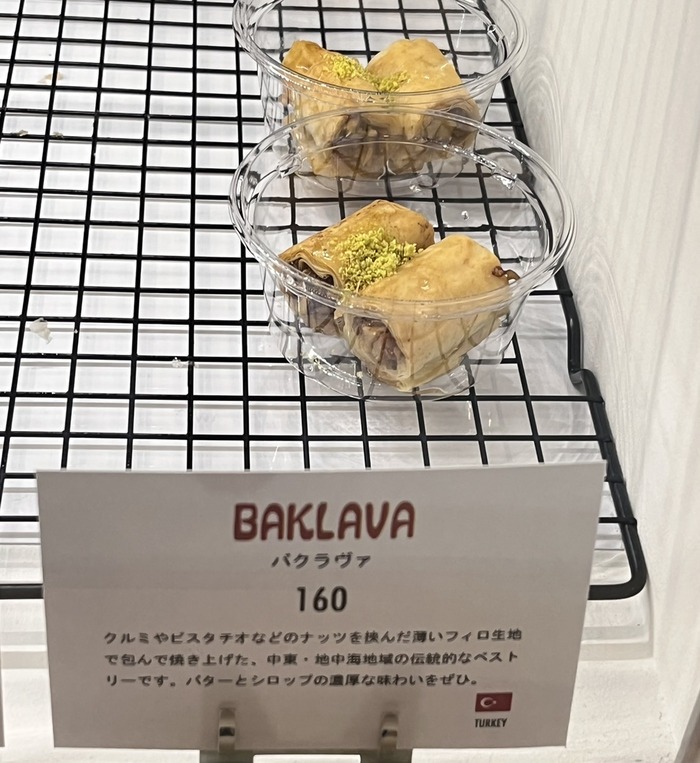 BAKLAVA
バクラヴァ
160
クルミやピスタチオなどのナッツを挟んだ薄いフィロ生地
で包んで焼き上げた、中東・地中海地域の伝統的なペスト
リーです。バターとシロップの濃厚な味わいをぜひ。
TURKEY